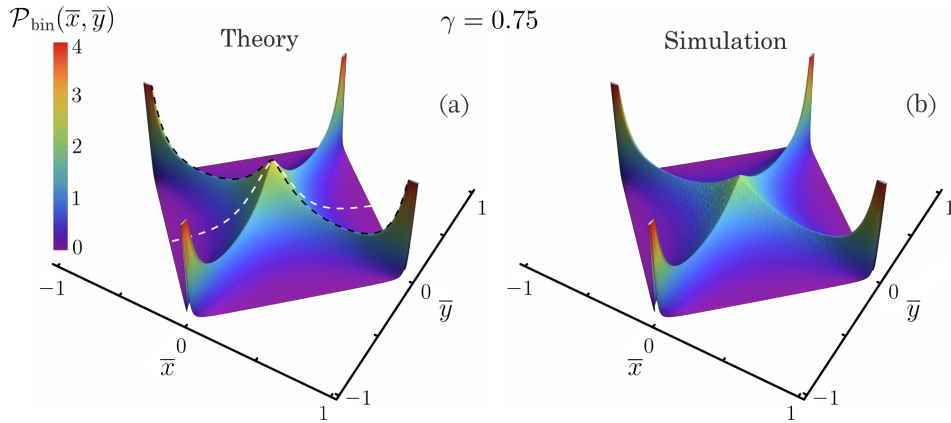 𝒫_bin(x̅, y̅)
γ = 0.75
Theory
Simulation
4
3
2
1
0
(a)
(b)
−1
0
1
x̅
−1
0
1
y̅
−1
0
1
x̅
−1
0
1
y̅